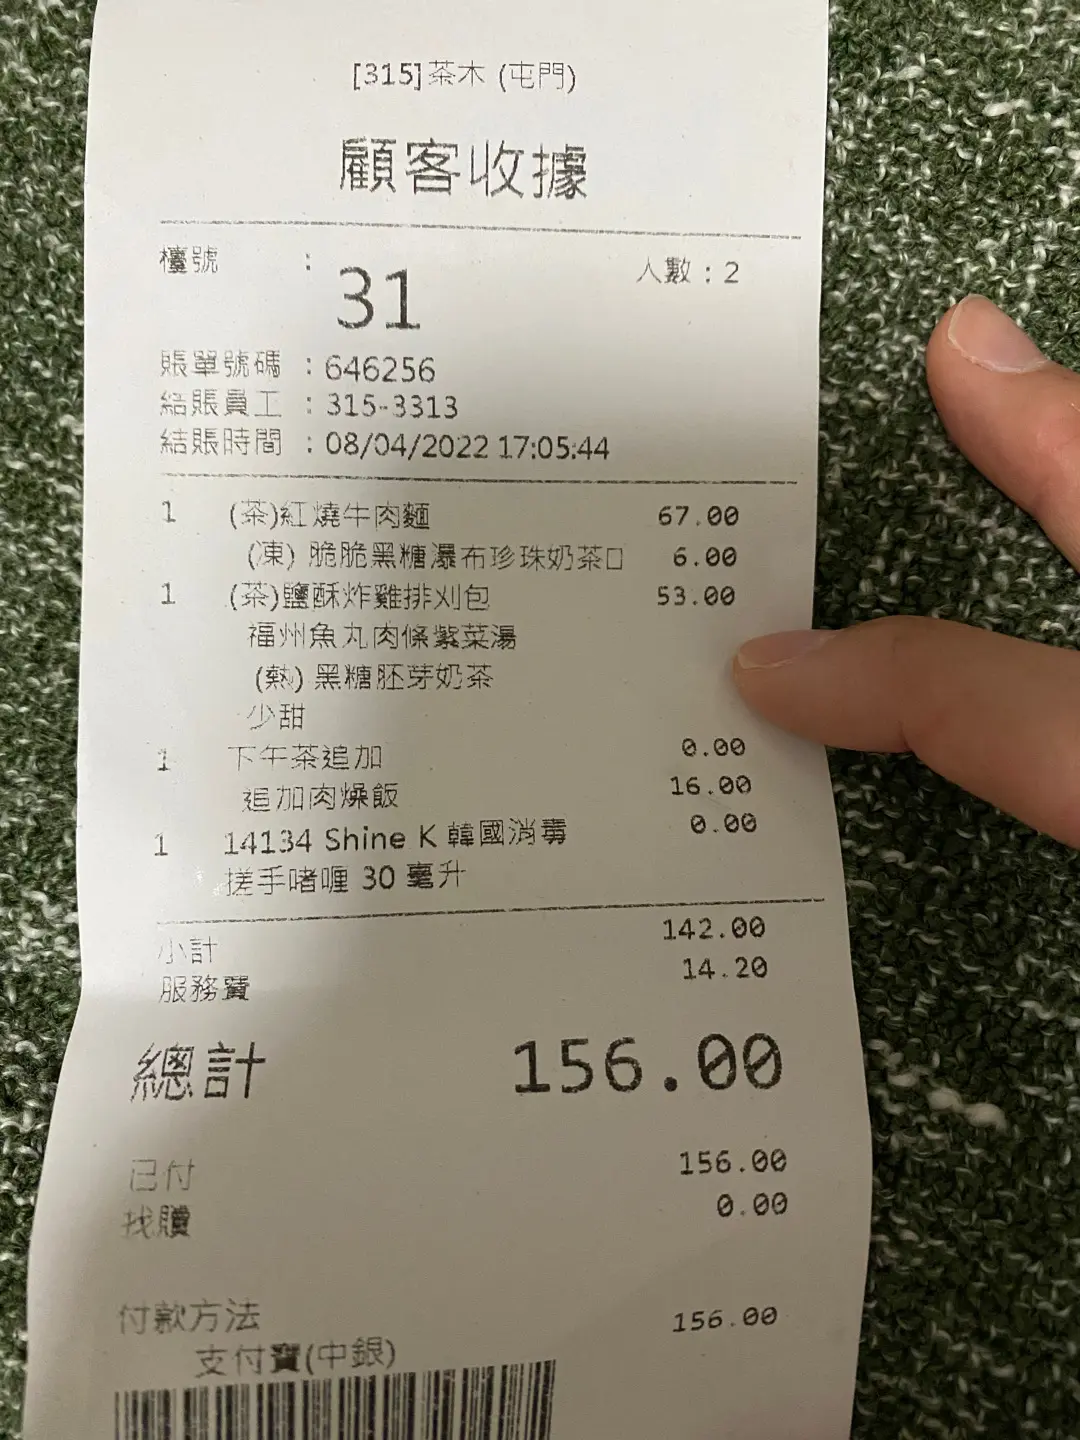 [315]茶木 (屯門)
顧客收據
檯號 : 31 人數 : 2
賬單號碼 : 646256
結賬員工 : 315-3313
結賬時間 : 08/04/2022 17:05:44
1 (茶)紅燒牛肉麵 67.00
(凍) 脆脆黑糖瀑布珍珠奶茶口 6.00
1 (茶)鹽酥炸雞排刈包 53.00
福州魚丸肉條紫菜湯
(熱) 黑糖胚芽奶茶
少甜
1 下午茶追加 0.00
追加肉燥飯 16.00
1 14134 Shine K 韓國消毒 0.00
搓手啫喱 30 毫升
小計 142.00
服務費 14.20
總計 156.00
已付 156.00
找贖 0.00
付款方法 156.00
支付寶(中銀)